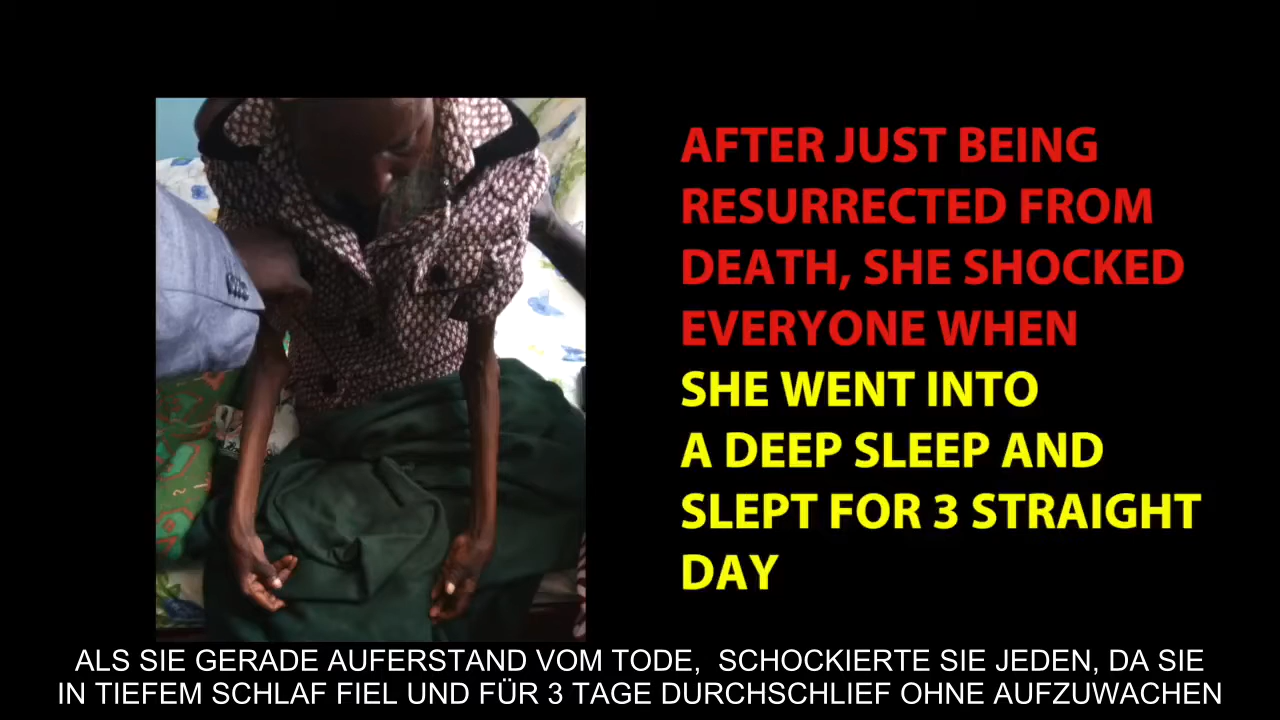 AFTER JUST BEING
RESURRECTED FROM
DEATH, SHE SHOCKED
EVERYONE WHEN
SHE WENT INTO
A DEEP SLEEP AND
SLEPT FOR 3 STRAIGHT
DAY
ALS SIE GERADE AUFERSTAND VOM TODE, SCHOCKIERTE SIE JEDEN, DA SIE
IN TIEFEM SCHLAF FIEL UND FÜR 3 TAGE DURCHSCHLIEF OHNE AUFZUWACHEN